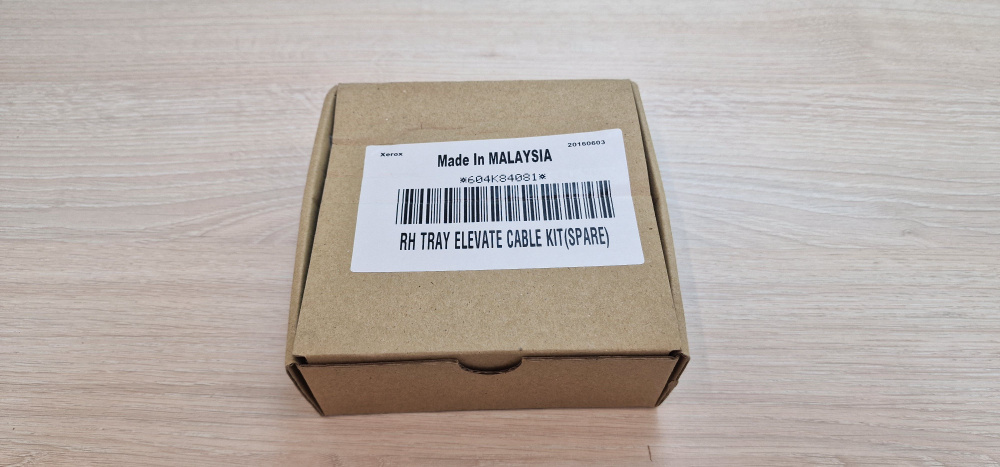 Xerox
20160603
Made In MALAYSIA
*604K84081*
RH TRAY ELEVATE CABLE KIT(SPARE)